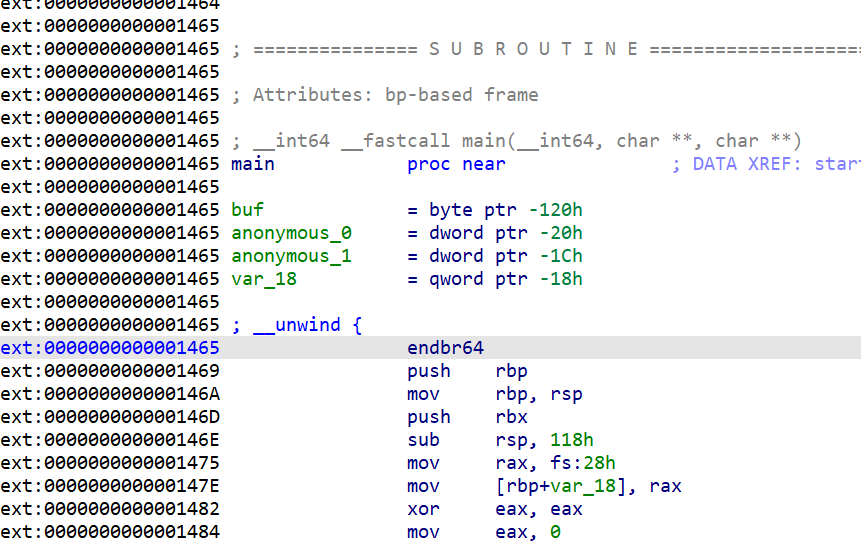 ext:0000000000001464
ext:0000000000001465
ext:0000000000001465 ; =============== S U B R O U T I N E ====================
ext:0000000000001465
ext:0000000000001465 ; Attributes: bp-based frame
ext:0000000000001465
ext:0000000000001465 ; __int64 __fastcall main(__int64, char **, char **)
ext:0000000000001465 main proc near ; DATA XREF: star
ext:0000000000001465
ext:0000000000001465 buf = byte ptr -120h
ext:0000000000001465 anonymous_0 = dword ptr -20h
ext:0000000000001465 anonymous_1 = dword ptr -1Ch
ext:0000000000001465 var_18 = qword ptr -18h
ext:0000000000001465
ext:0000000000001465 ; __unwind {
ext:0000000000001465 endbr64
ext:0000000000001469 push rbp
ext:000000000000146A mov rbp, rsp
ext:000000000000146D push rbx
ext:000000000000146E sub rsp, 118h
ext:0000000000001475 mov rax, fs:28h
ext:000000000000147E mov [rbp+var_18], rax
ext:0000000000001482 xor eax, eax
ext:0000000000001484 mov eax, 0